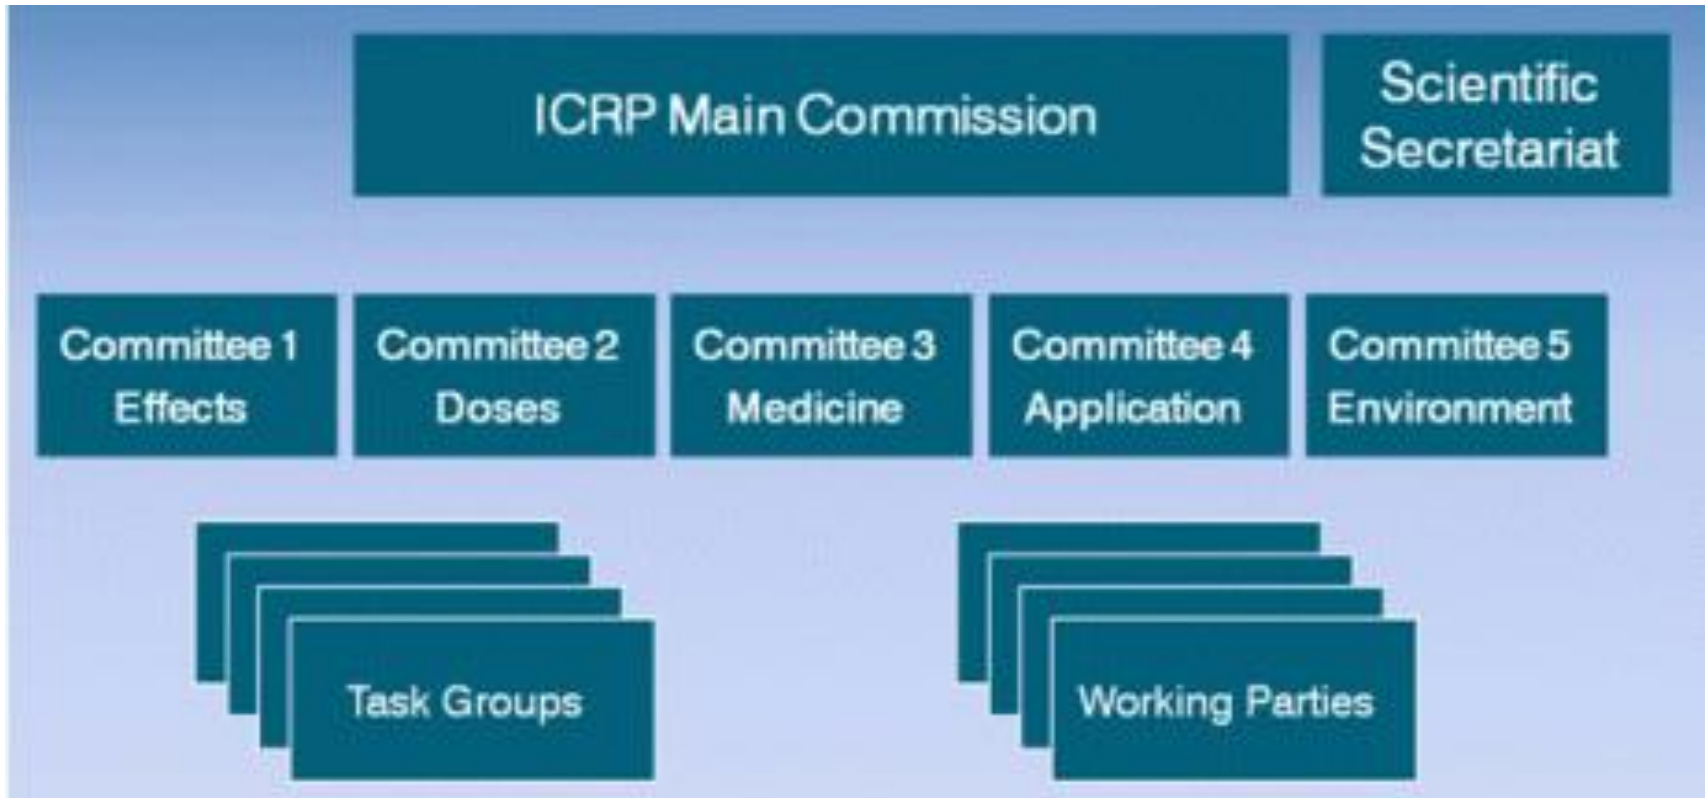 ICRP Main Commission
Scientific
Secretariat
Committee 1
Effects
Committee 2
Doses
Committee 3
Medicine
Committee 4
Application
Committee 5
Environment
Task Groups
Working Parties